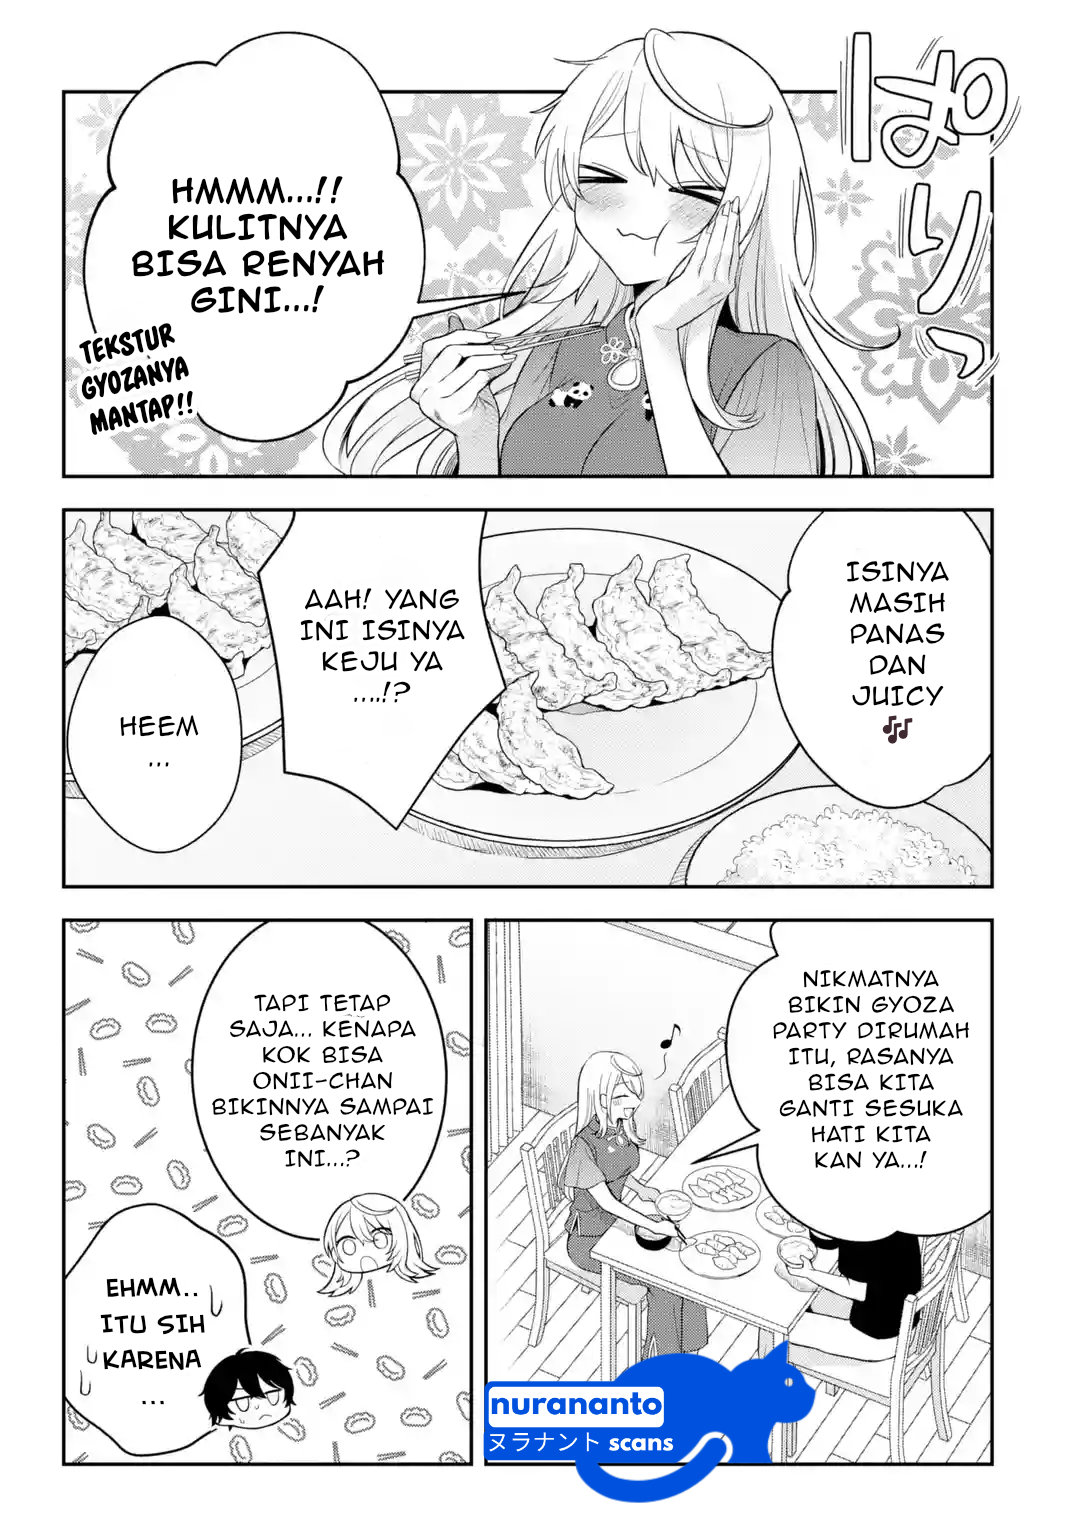 ぱりっ
HMMM...!!
KULITNYA
BISA RENYAH
GINI...!
TEKSTUR
GYOZANYA
MANTAP!!
ISINYA
MASIH
PANAS
DAN
JUICY
🎶
AAH! YANG
INI ISINYA
KEJU YA
...!?
HEEM
...
NIKMATNYA
BIKIN GYOZA
PARTY DIRUMAH
ITU, RASANYA
BISA KITA
GANTI SESUKA
HATI KITA
KAN YA...!
♪
TAPI TETAP
SAJA... KENAPA
KOK BISA
ONII-CHAN
BIKINNYA SAMPAI
SEBANYAK
INI...?
EHMM..
ITU SIH
KARENA
...
nurananto
ヌラナント scans